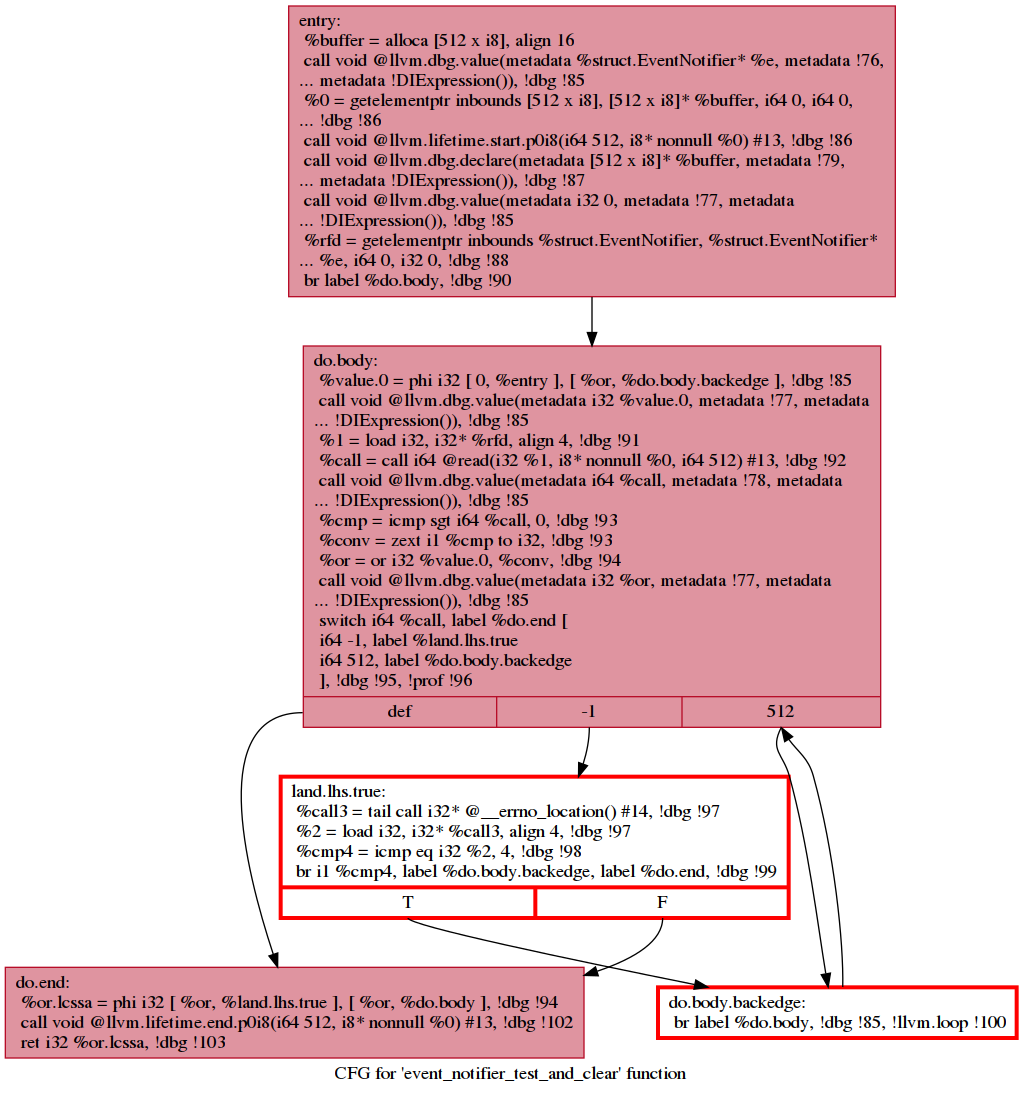 entry:
%buffer = alloca [512 x i8], align 16
call void @llvm.dbg.value(metadata %struct.EventNotifier* %e, metadata !76,
... metadata !DIExpression()), !dbg !85
%0 = getelementptr inbounds [512 x i8], [512 x i8]* %buffer, i64 0, i64 0,
... !dbg !86
call void @llvm.lifetime.start.p0i8(i64 512, i8* nonnull %0) #13, !dbg !86
call void @llvm.dbg.declare(metadata [512 x i8]* %buffer, metadata !79,
... metadata !DIExpression()), !dbg !87
call void @llvm.dbg.value(metadata i32 0, metadata !77, metadata
... !DIExpression()), !dbg !85
%rfd = getelementptr inbounds %struct.EventNotifier, %struct.EventNotifier*
... %e, i64 0, i32 0, !dbg !88
br label %do.body, !dbg !90
do.body:
%value.0 = phi i32 [ 0, %entry ], [ %or, %do.body.backedge ], !dbg !85
call void @llvm.dbg.value(metadata i32 %value.0, metadata !77, metadata
... !DIExpression()), !dbg !85
%1 = load i32, i32* %rfd, align 4, !dbg !91
%call = call i64 @read(i32 %1, i8* nonnull %0, i64 512) #13, !dbg !92
call void @llvm.dbg.value(metadata i64 %call, metadata !78, metadata
... !DIExpression()), !dbg !85
%cmp = icmp sgt i64 %call, 0, !dbg !93
%conv = zext i1 %cmp to i32, !dbg !93
%or = or i32 %value.0, %conv, !dbg !94
call void @llvm.dbg.value(metadata i32 %or, metadata !77, metadata
... !DIExpression()), !dbg !85
switch i64 %call, label %do.end [
i64 -1, label %land.lhs.true
i64 512, label %do.body.backedge
], !dbg !95, !prof !96
def
-1
512
land.lhs.true:
%call3 = tail call i32* @__errno_location() #14, !dbg !97
%2 = load i32, i32* %call3, align 4, !dbg !97
%cmp4 = icmp eq i32 %2, 4, !dbg !98
br i1 %cmp4, label %do.body.backedge, label %do.end, !dbg !99
T
F
do.end:
%or.lcssa = phi i32 [ %or, %land.lhs.true ], [ %or, %do.body ], !dbg !94
call void @llvm.lifetime.end.p0i8(i64 512, i8* nonnull %0) #13, !dbg !102
ret i32 %or.lcssa, !dbg !103
do.body.backedge:
br label %do.body, !dbg !85, !llvm.loop !100
CFG for 'event_notifier_test_and_clear' function